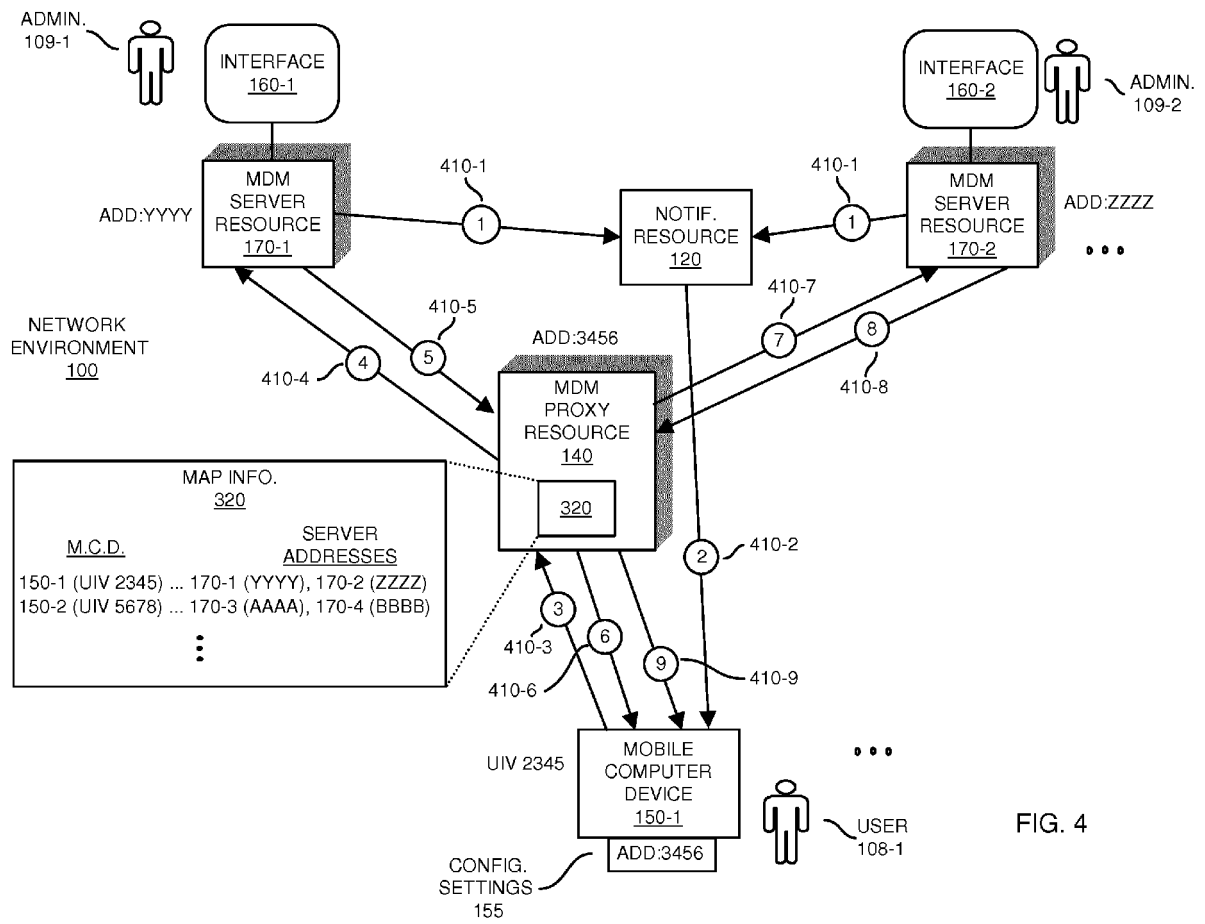 ADMIN.
109-1
INTERFACE
160-1
INTERFACE
160-2
ADMIN.
109-2
MDM
SERVER
RESOURCE
170-1
ADD:YYYY
410-1
1
NOTIF.
RESOURCE
120
410-1
1
MDM
SERVER
RESOURCE
170-2
ADD:ZZZZ
NETWORK
ENVIRONMENT
100
410-4
4
410-5
5
ADD:3456
MDM
PROXY
RESOURCE
140
320
410-7
7
8
410-8
MAP INFO.
320
M.C.D.
SERVER
ADDRESSES
150-1 (UIV 2345) ... 170-1 (YYYY), 170-2 (ZZZZ)
150-2 (UIV 5678) ... 170-3 (AAAA), 170-4 (BBBB)
3
410-3
6
410-6
2
410-2
9
410-9
UIV 2345
MOBILE
COMPUTER
DEVICE
150-1
ADD:3456
CONFIG.
SETTINGS
155
USER
108-1
FIG. 4